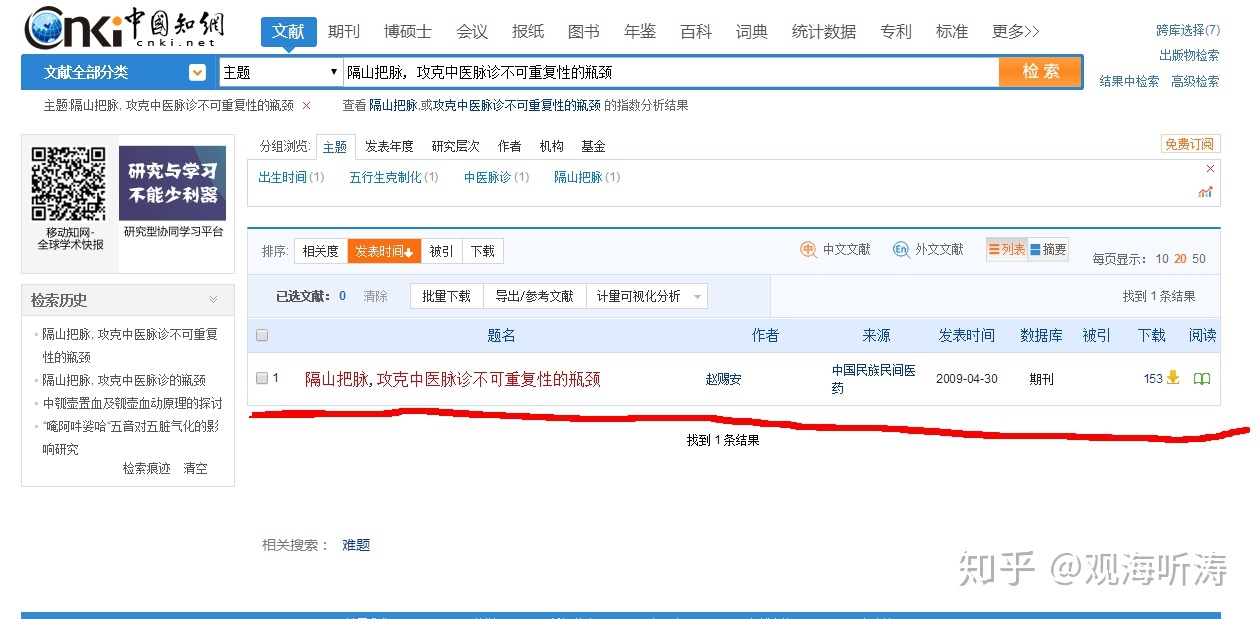 Cnki中国知網
cnki.net
文献 期刊 博硕士 会议 报纸 图书 年鉴 百科 词典 统计数据 专利 标准 更多>>
跨库选择(7)
出版物检索
文献全部分类 主题 隔山把脉，攻克中医脉诊不可重复性的瓶颈 检索
结果中检索 高级检索
主题:隔山把脉, 攻克中医脉诊不可重复性的瓶颈 × 查看 隔山把脉,或攻克中医脉诊不可重复性的瓶颈 的指数分析结果
研究与学习
不能少利器
移动知网-
全球学术快报
研究型协同学习平台
分组浏览: 主题 发表年度 研究层次 作者 机构 基金 免费订阅
出生时间(1) 五行生克制化(1) 中医脉诊(1) 隔山把脉(1) ×
排序: 相关度 发表时间↓ 被引 下载 中 中文文献 En 外文文献 列表 摘要 每页显示: 10 20 50
已选文献: 0 清除 批量下载 导出/参考文献 计量可视化分析 找到 1 条结果
题名 作者 来源 发表时间 数据库 被引 下载 阅读
1 隔山把脉,攻克中医脉诊不可重复性的瓶颈 赵赐安 中国民族民间医药 2009-04-30 期刊 153
找到 1 条结果
检索历史
隔山把脉, 攻克中医脉诊不可重复性的瓶颈
隔山把脉, 攻克中医脉诊的瓶颈
血动原理的探讨
五音对五脏气化的影响研究
检索痕迹 清空
相关搜索： 难题
知乎 @观海听涛